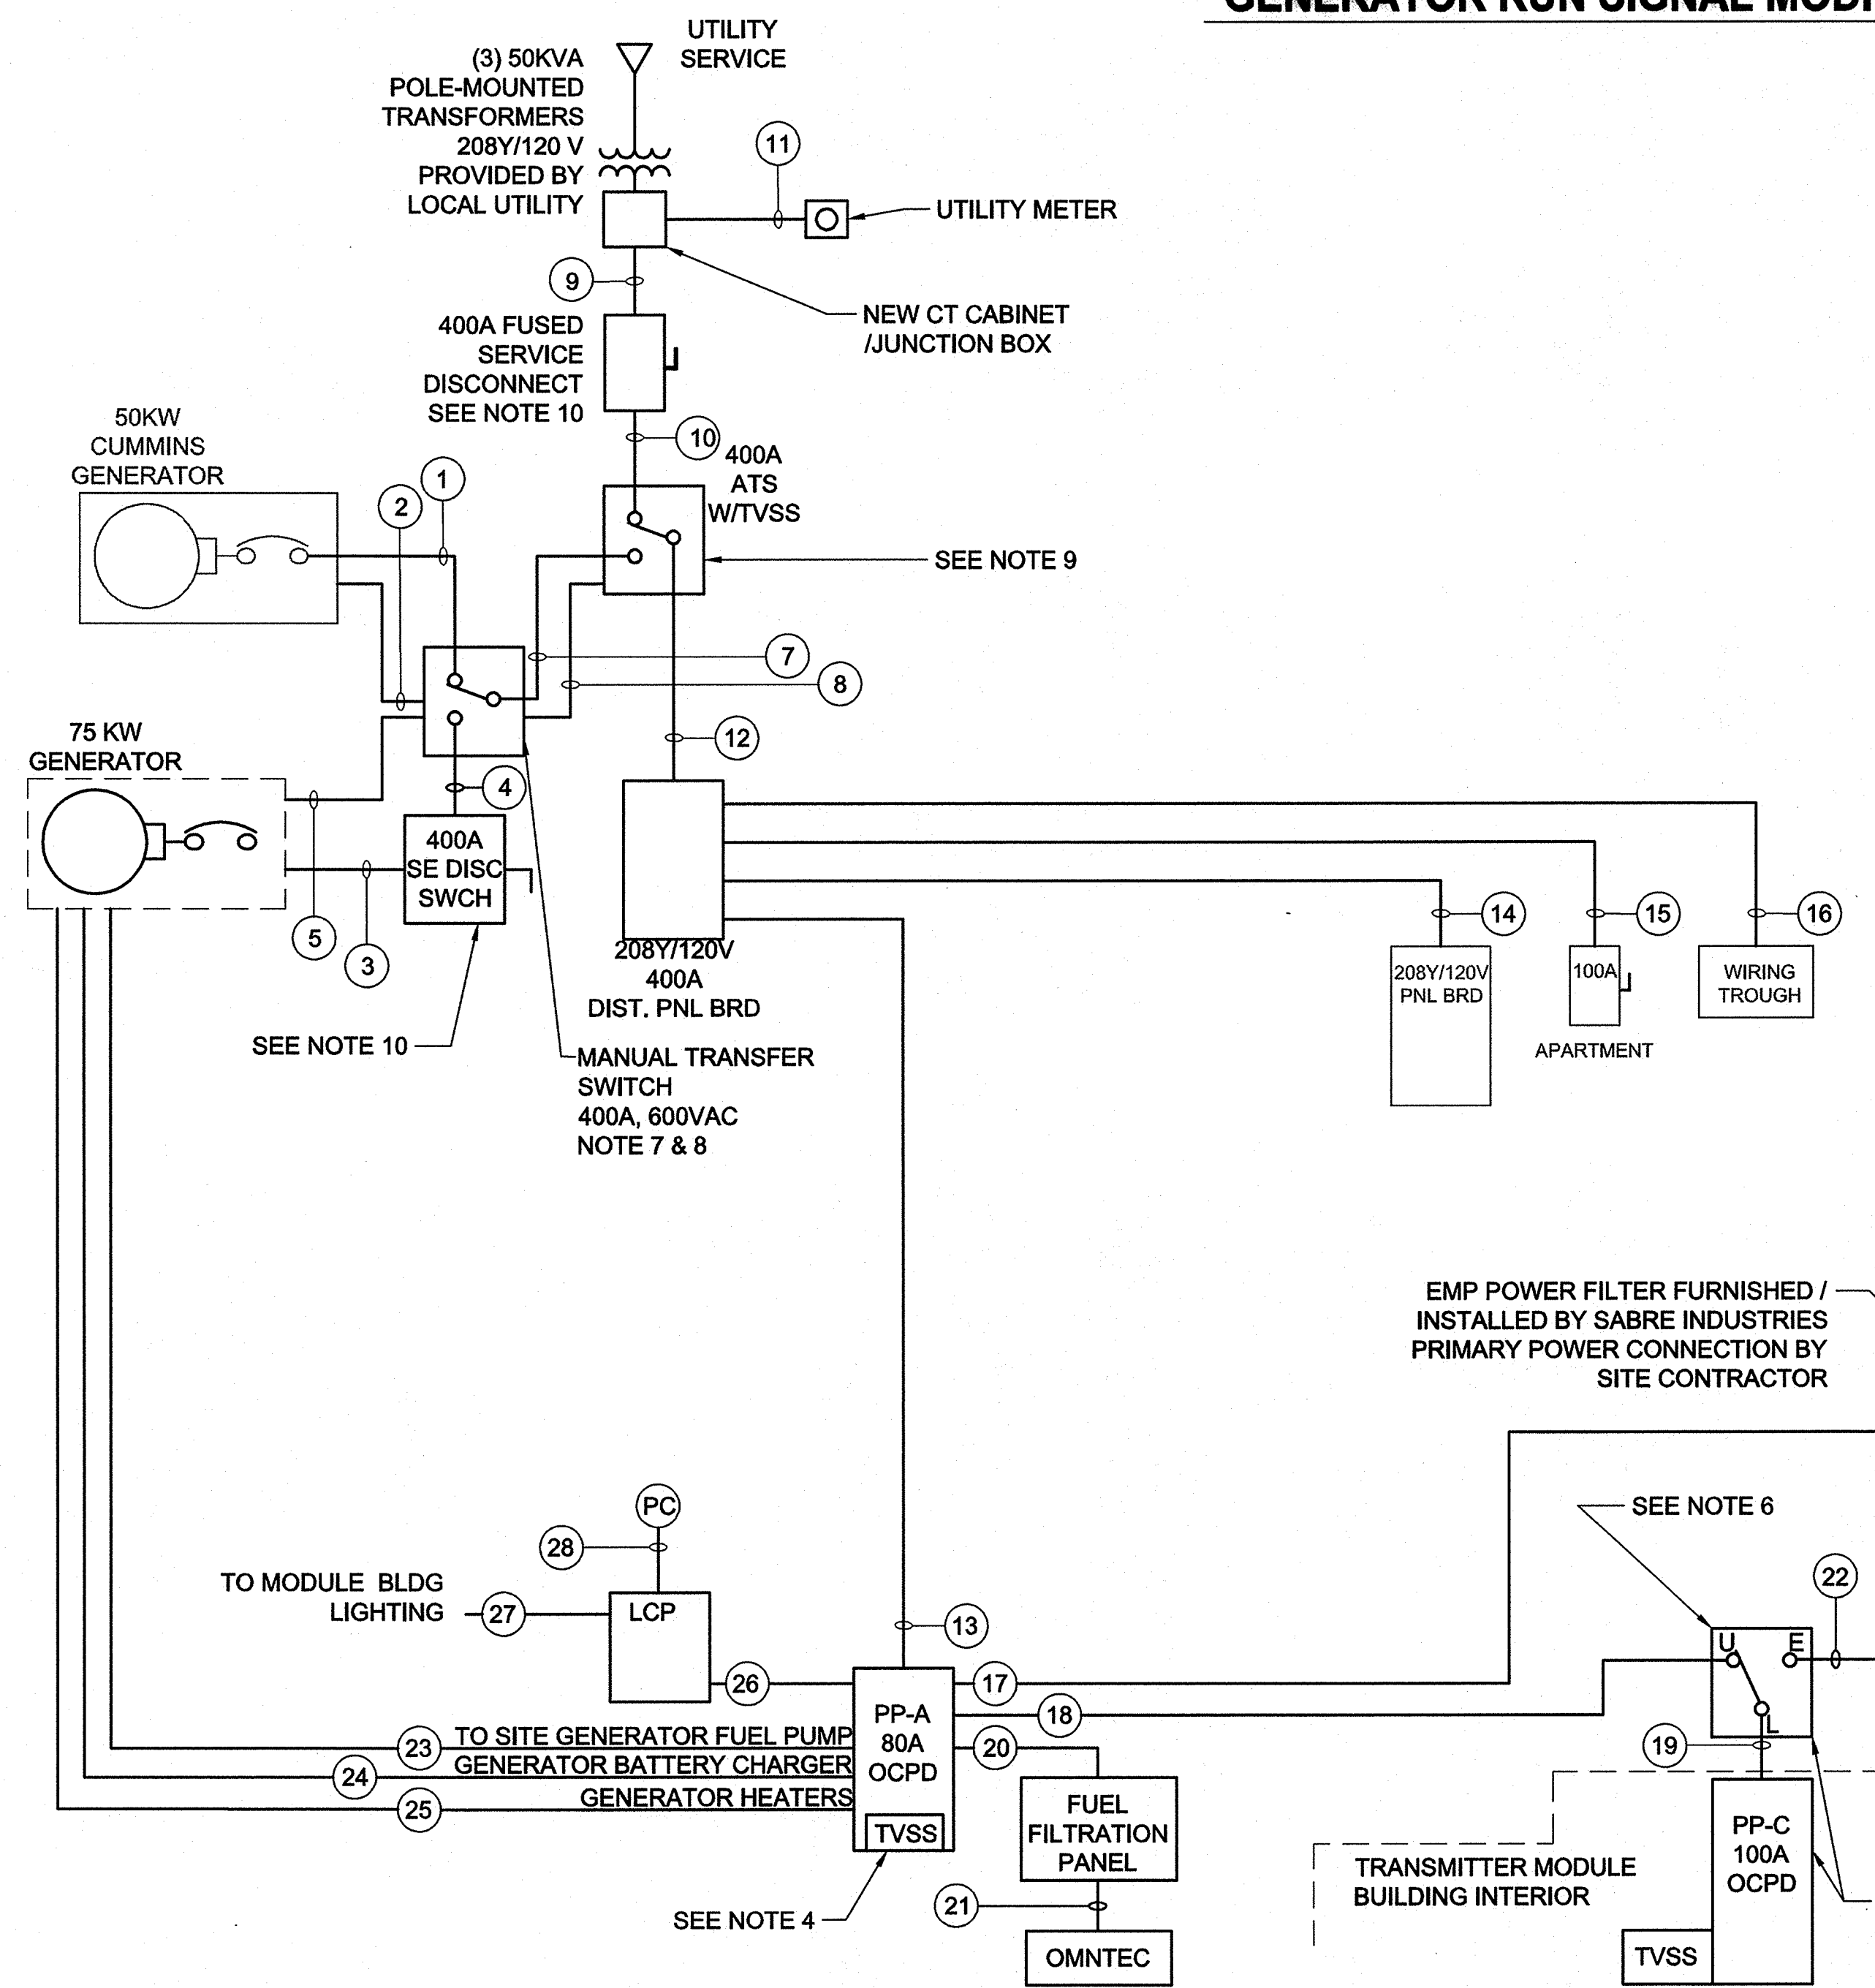 GENERATOR RUN SIGNAL MODI
UTILITY
SERVICE
(3) 50KVA
POLE-MOUNTED
TRANSFORMERS
208Y/120 V
PROVIDED BY
LOCAL UTILITY
11
UTILITY METER
9
NEW CT CABINET
/JUNCTION BOX
400A FUSED
SERVICE
DISCONNECT
SEE NOTE 10
10
400A
ATS
W/TVSS
50KW
CUMMINS
GENERATOR
1
2
SEE NOTE 9
7
8
75 KW
GENERATOR
12
4
400A
SE DISC
SWCH
5
3
14
15
16
208Y/120V
400A
DIST. PNL BRD
208Y/120V
PNL BRD
100A
WIRING
TROUGH
APARTMENT
SEE NOTE 10
MANUAL TRANSFER
SWITCH
400A, 600VAC
NOTE 7 & 8
EMP POWER FILTER FURNISHED /
INSTALLED BY SABRE INDUSTRIES
PRIMARY POWER CONNECTION BY
SITE CONTRACTOR
PC
28
SEE NOTE 6
TO MODULE BLDG
LIGHTING
27
LCP
22
13
U E
L
26
17
18
PP-A
80A
OCPD
TVSS
23
TO SITE GENERATOR FUEL PUMP
24
GENERATOR BATTERY CHARGER
25
GENERATOR HEATERS
20
19
FUEL
FILTRATION
PANEL
PP-C
100A
OCPD
TRANSMITTER MODULE
BUILDING INTERIOR
21
SEE NOTE 4
OMNTEC
TVSS